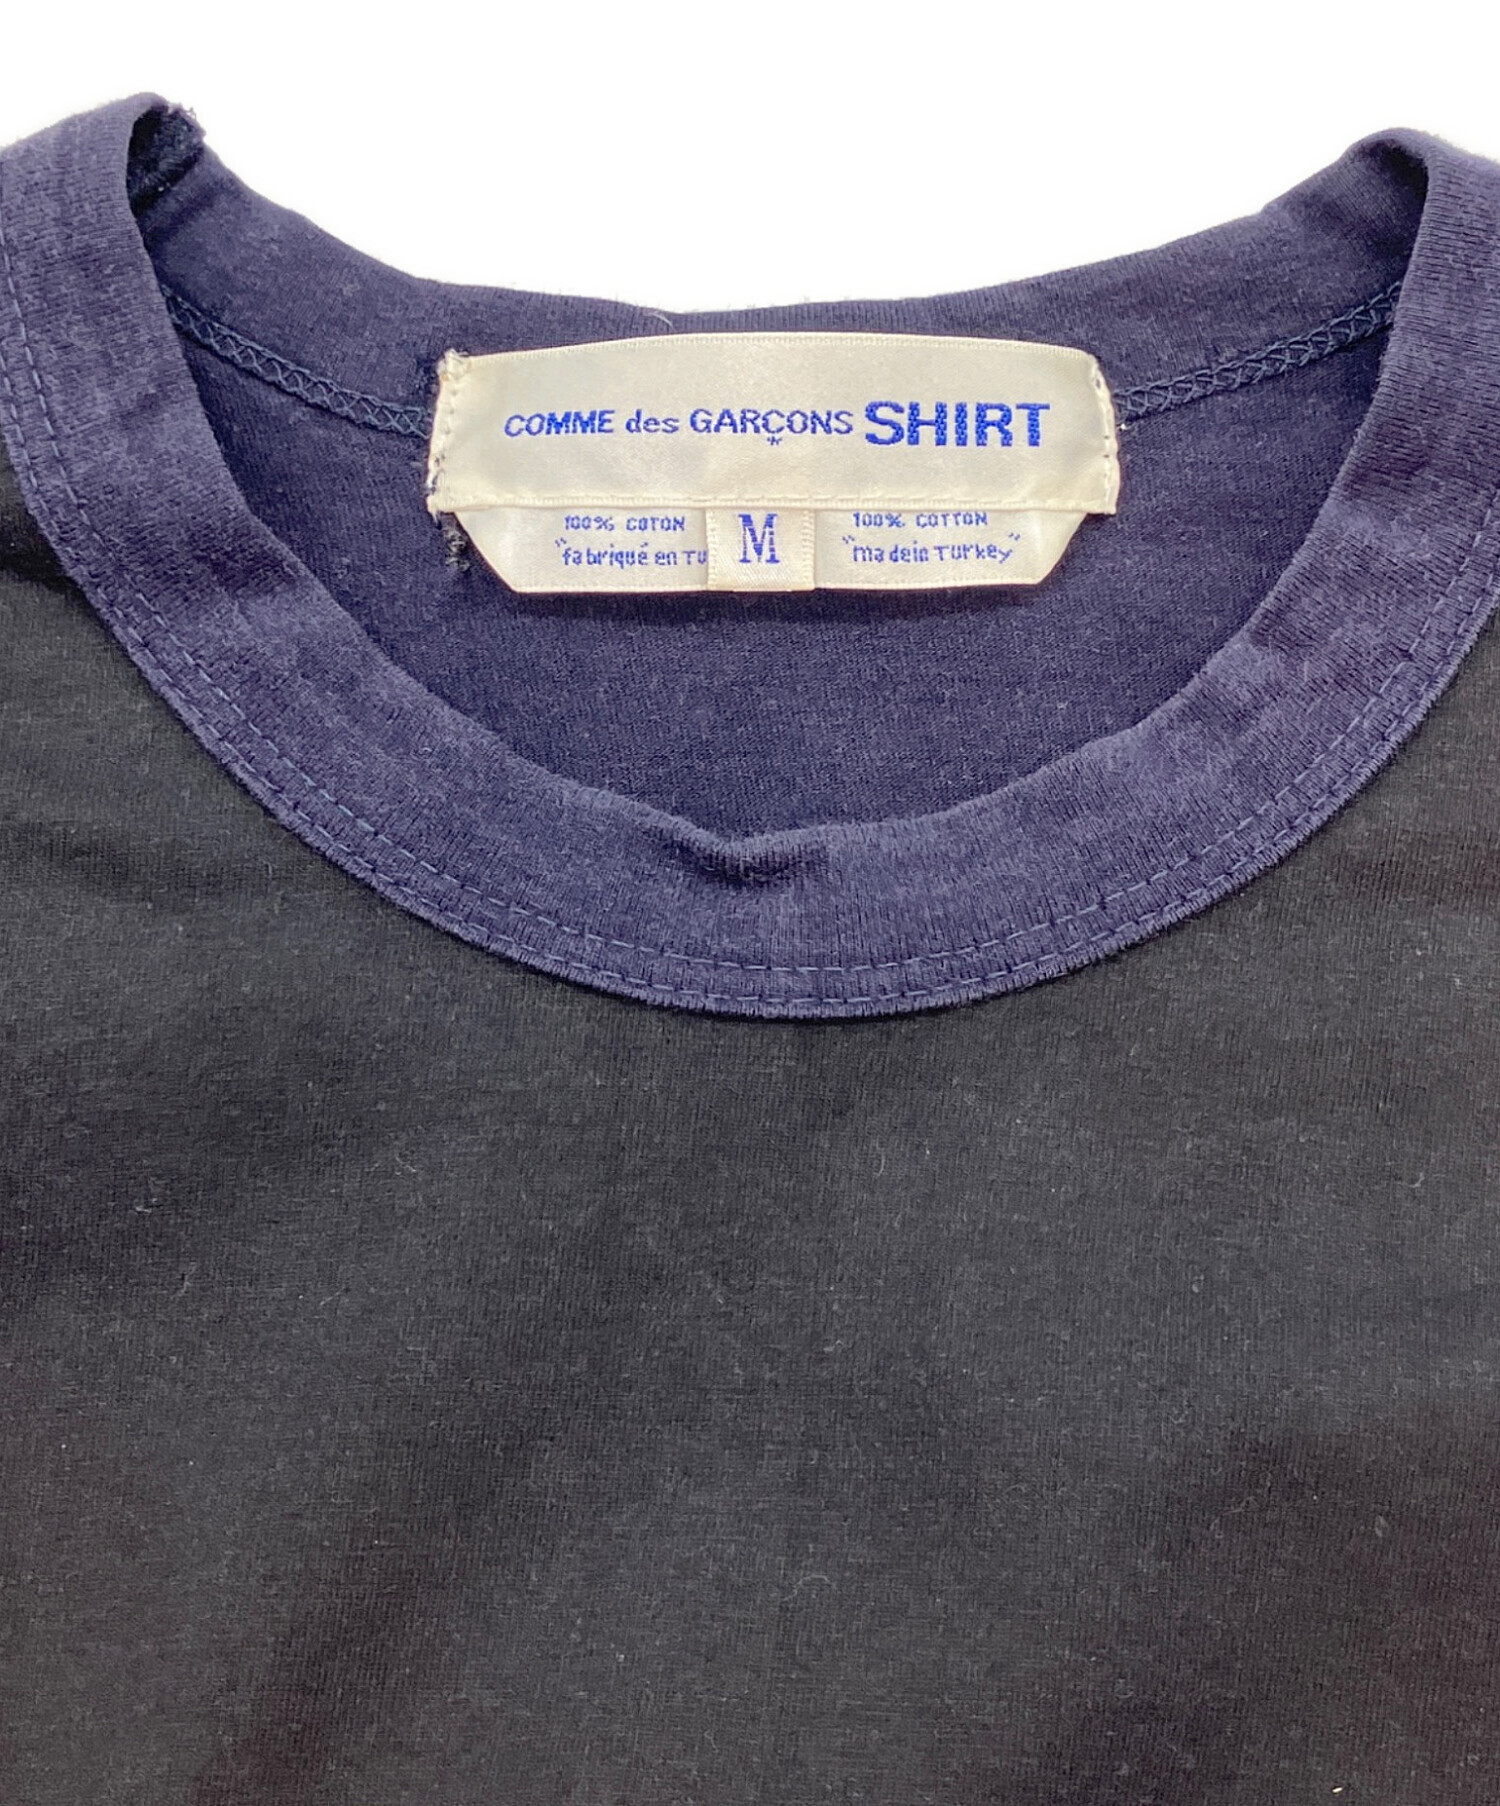 COMME des GARÇONS SHIRT
100% COTON M 100% COTTON
"fabriqué en TU "made in Turkey"